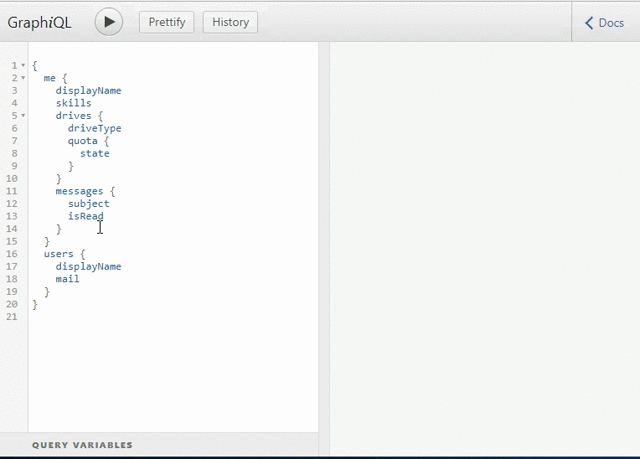 GraphiQL Prettify History Docs
1 {
2 me {
3 displayName
4 skills
5 drives {
6 driveType
7 quota {
8 state
9 }
10 }
11 messages {
12 subject
13 isRead
14 }
15 }
16 users {
17 displayName
18 mail
19 }
20 }
21
QUERY VARIABLES